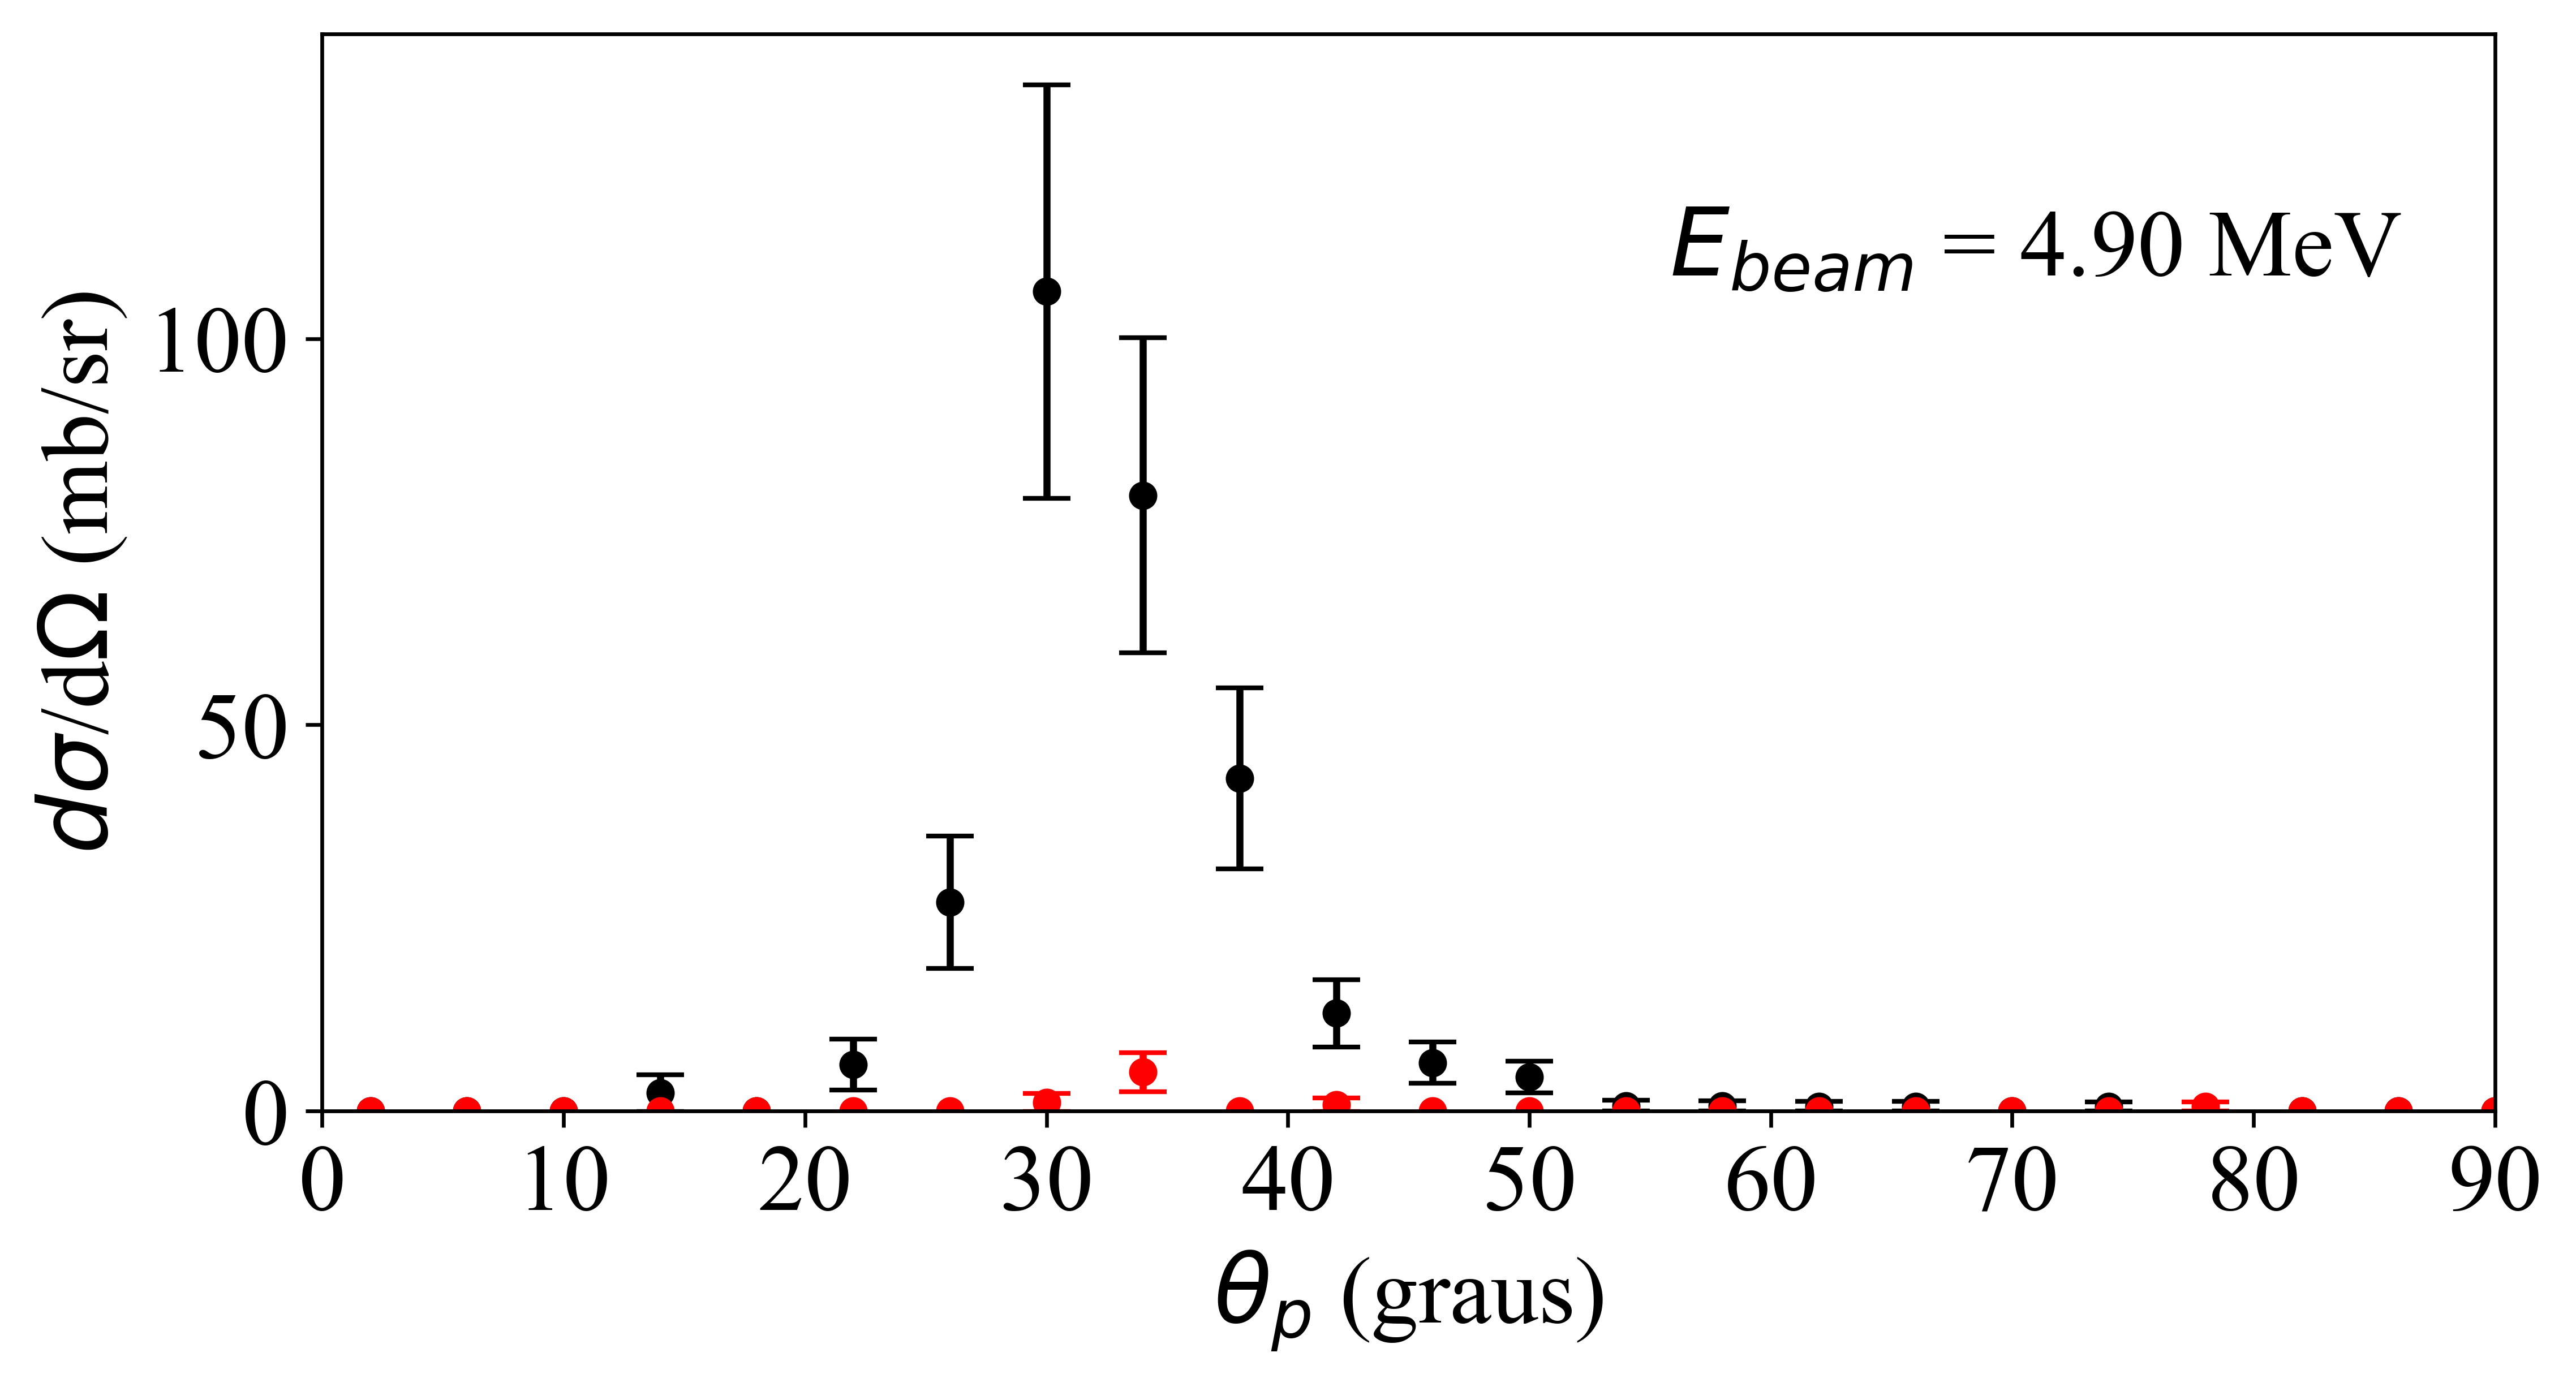 E_beam = 4.90 MeV
dσ/dΩ (mb/sr)
100
50
0
0 10 20 30 40 50 60 70 80 90
θ_p (graus)